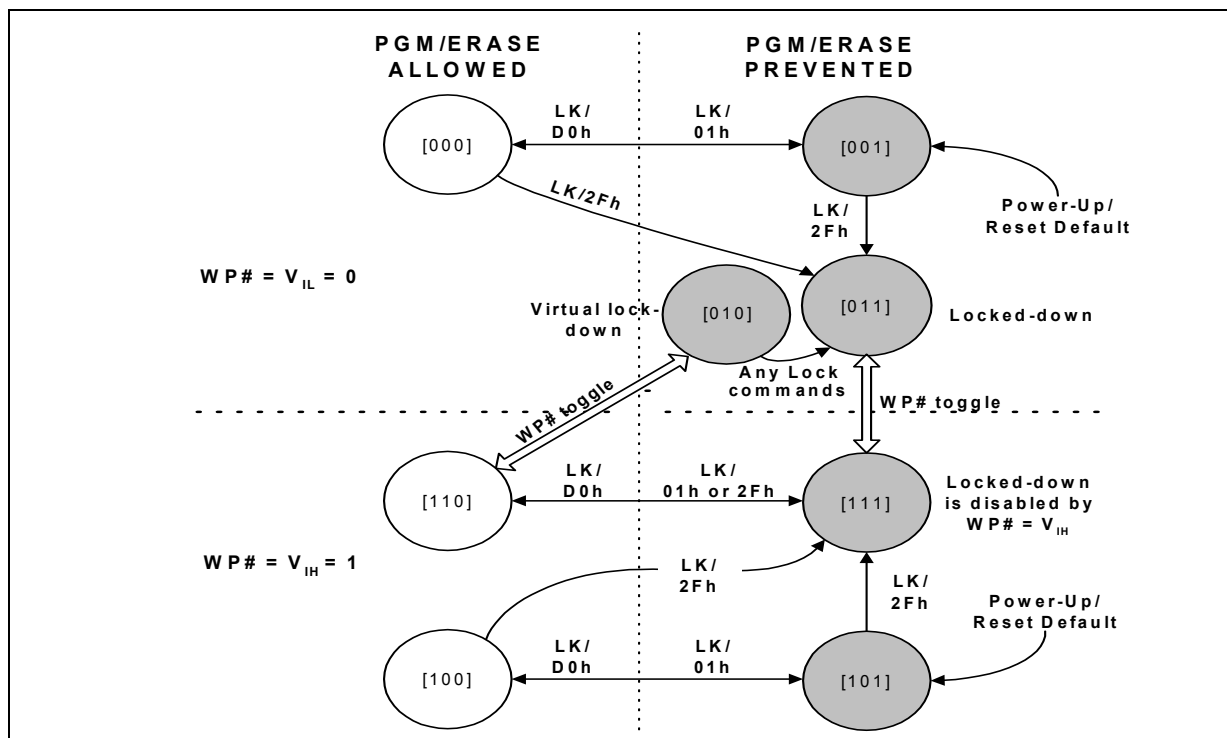 PGM/ERASE
ALLOWED
PGM/ERASE
PREVENTED
LK/
D0h
LK/
01h
[000]
[001]
LK/2Fh
LK/
2Fh
Power-Up/
Reset Default
WP# = VIL = 0
Virtual lock-
down
[010]
[011]
Locked-down
Any Lock
commands
WP# toggle
WP# toggle
LK/
D0h
LK/
01h or 2Fh
[110]
[111]
Locked-down
is disabled by
WP# = VIH
WP# = VIH = 1
LK/
2Fh
LK/
2Fh
Power-Up/
Reset Default
LK/
D0h
LK/
01h
[100]
[101]